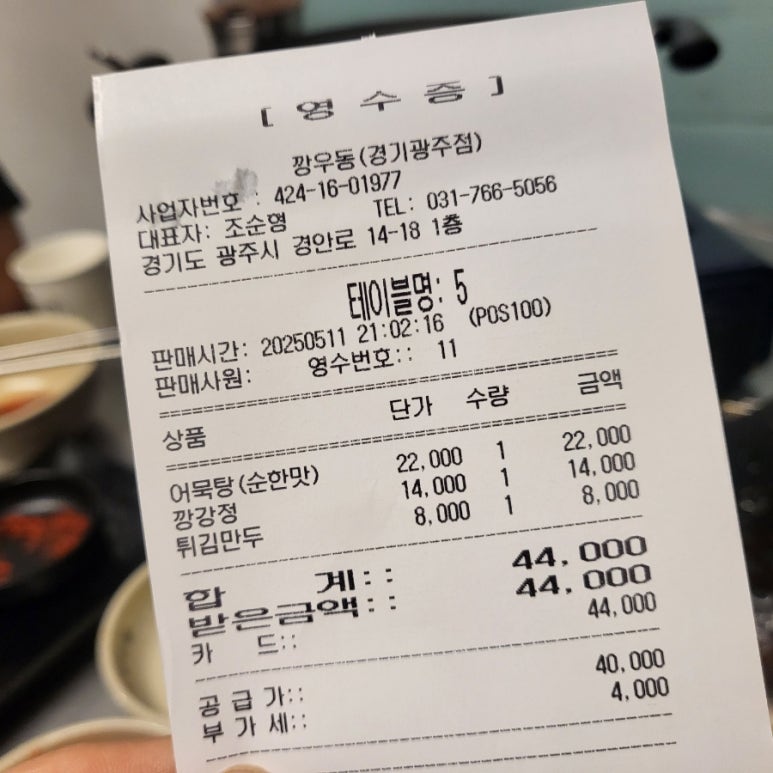 [ 영 수 증 ]
깡우동(경기광주점)
사업자번호 : 424-16-01977
대표자: 조순형 TEL: 031-766-5056
경기도 광주시 경안로 14-18 1층
테이블명: 5
판매시간: 20250511 21:02:16 (POS100)
판매사원: 영수번호:: 11
상품 단가 수량 금액
어묵탕(순한맛) 22,000 1 22,000
깡강정 14,000 1 14,000
튀김만두 8,000 1 8,000
합 계:: 44,000
받은금액:: 44,000
카 드:: 44,000
공 급 가:: 40,000
부 가 세:: 4,000